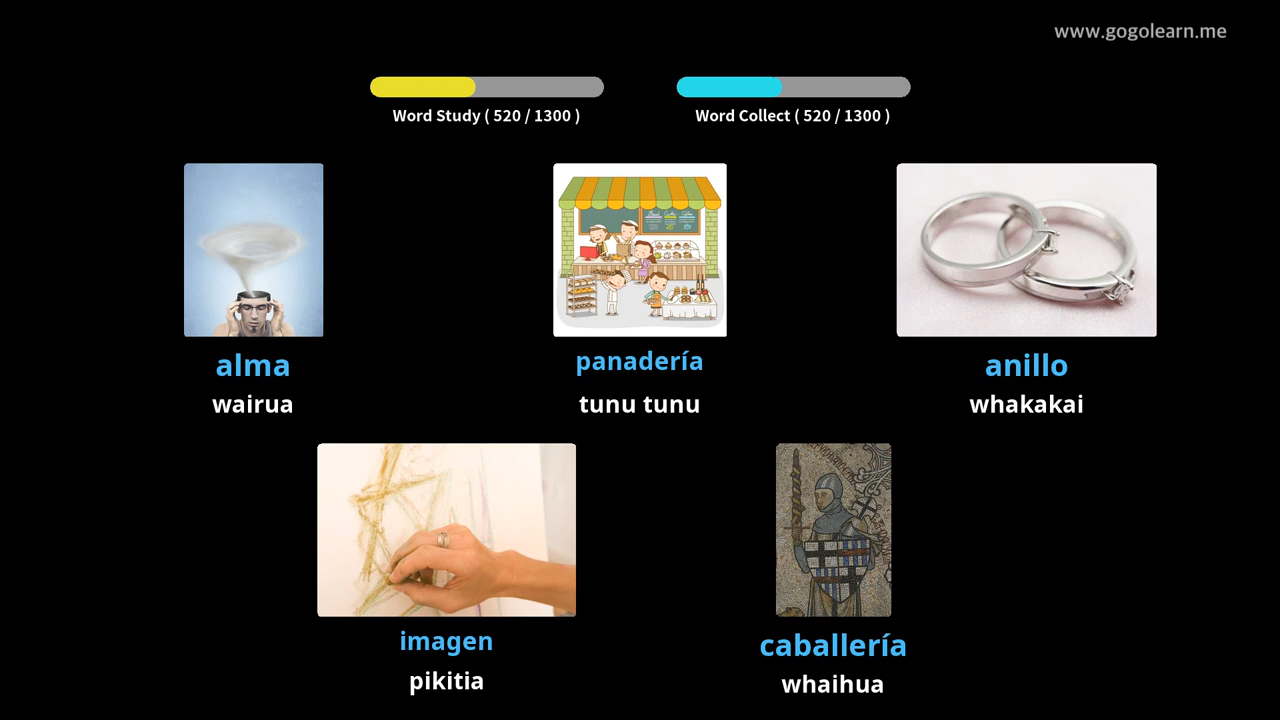 www.gogolearn.me
Word Study ( 520 / 1300 )
Word Collect ( 520 / 1300 )
alma
wairua
panadería
tunu tunu
anillo
whakakai
imagen
pikitia
caballería
whaihua